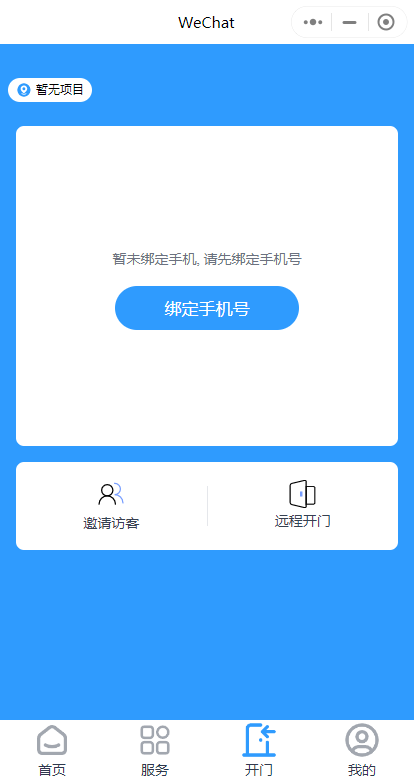 WeChat
暂无项目
暂未绑定手机, 请先绑定手机号
绑定手机号
邀请访客
远程开门
首页
服务
开门
我的